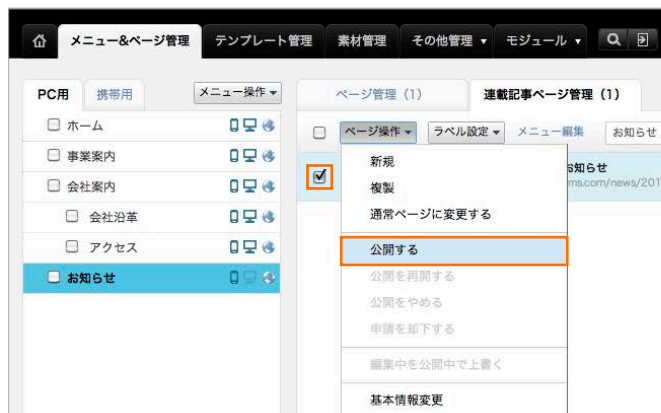 メニュー&ページ管理 テンプレート管理 素材管理 その他管理 ▼ モジュール ▼
PC用 携帯用 メニュー操作 ▼
ページ管理（1） 連載記事ページ管理（1）
ホーム
事業案内
会社案内
会社沿革
アクセス
お知らせ
ページ操作 ▼ ラベル設定 ▼ メニュー編集 お知らせ
お知らせ
ms.com/news/201
新規
複製
通常ページに変更する
公開する
公開を再開する
公開をやめる
申請を却下する
編集中を公開中で上書く
基本情報変更